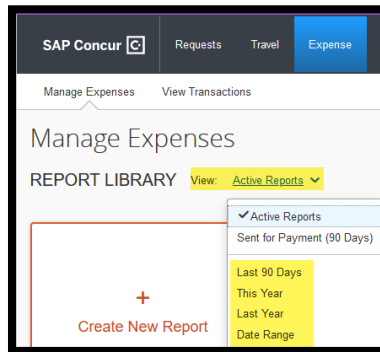 SAP Concur C Requests Travel Expense
Manage Expenses View Transactions
Manage Expenses
REPORT LIBRARY View: Active Reports
Active Reports
Sent for Payment (90 Days)
Last 90 Days
This Year
Last Year
Date Range
+
Create New Report